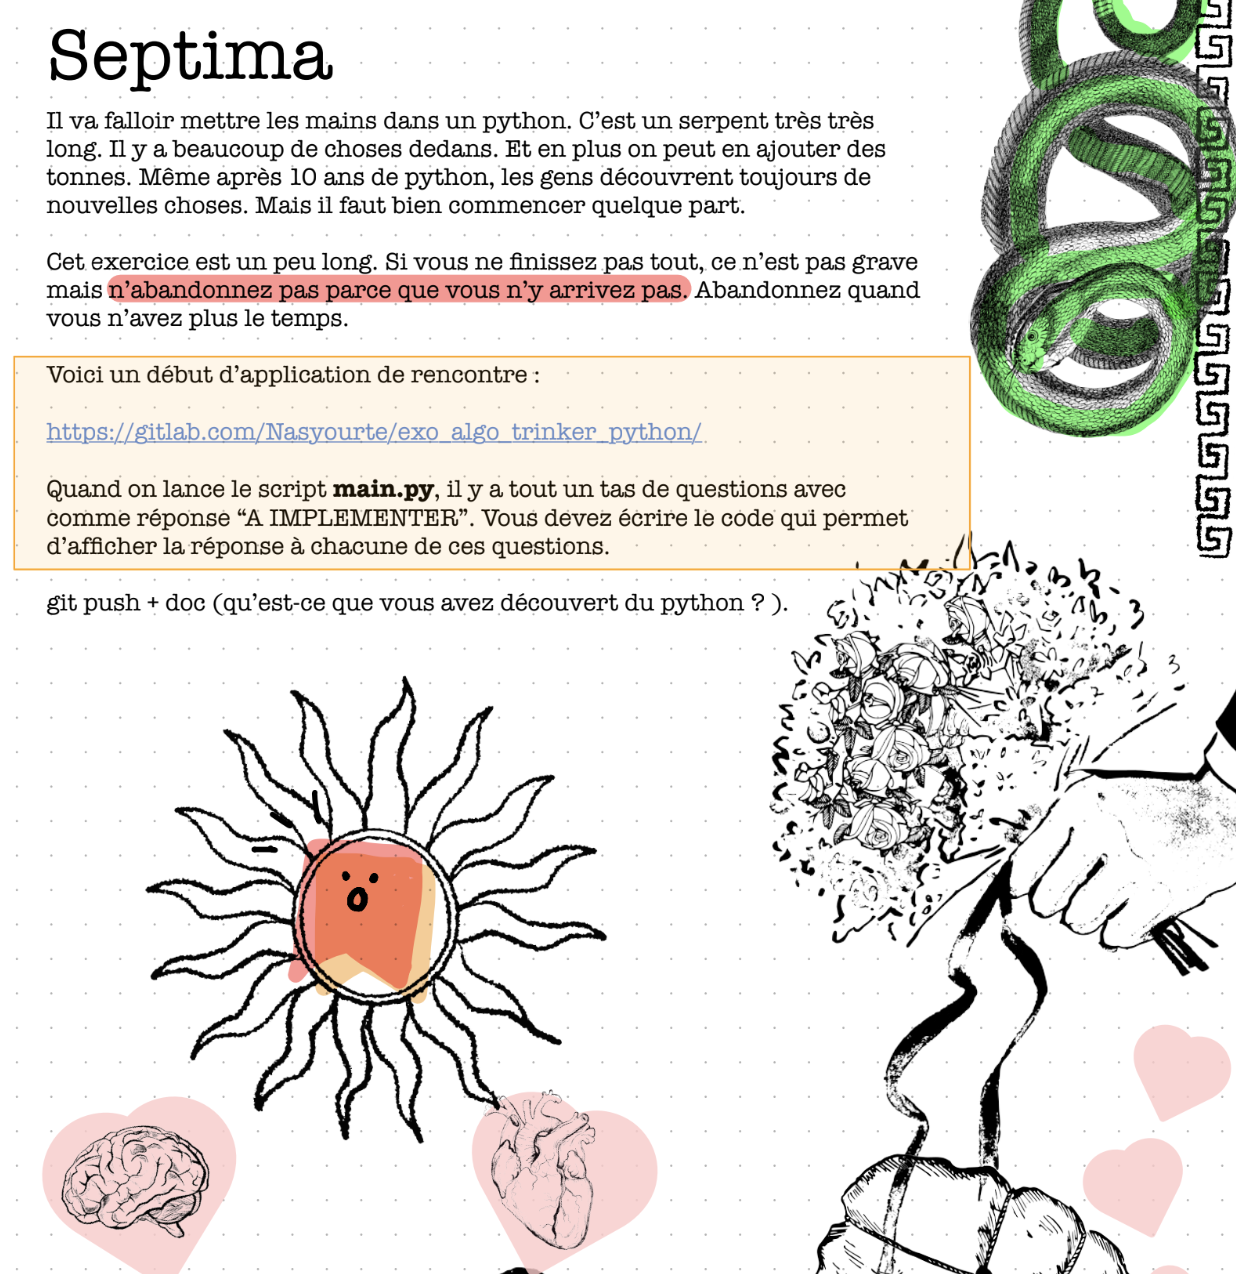 Septima
Il va falloir mettre les mains dans un python. C’est un serpent très très
long. Il y a beaucoup de choses dedans. Et en plus on peut en ajouter des
tonnes. Même après 10 ans de python, les gens découvrent toujours de
nouvelles choses. Mais il faut bien commencer quelque part.
Cet exercice est un peu long. Si vous ne finissez pas tout, ce n’est pas grave
mais n’abandonnez pas parce que vous n’y arrivez pas. Abandonnez quand
vous n’avez plus le temps.
Voici un début d’application de rencontre :
https://gitlab.com/Nasyourte/exo_algo_trinker_python/
Quand on lance le script main.py, il y a tout un tas de questions avec
comme réponse “A IMPLEMENTER”. Vous devez écrire le code qui permet
d’afficher la réponse à chacune de ces questions.
git push + doc (qu’est-ce que vous avez découvert du python ? ).